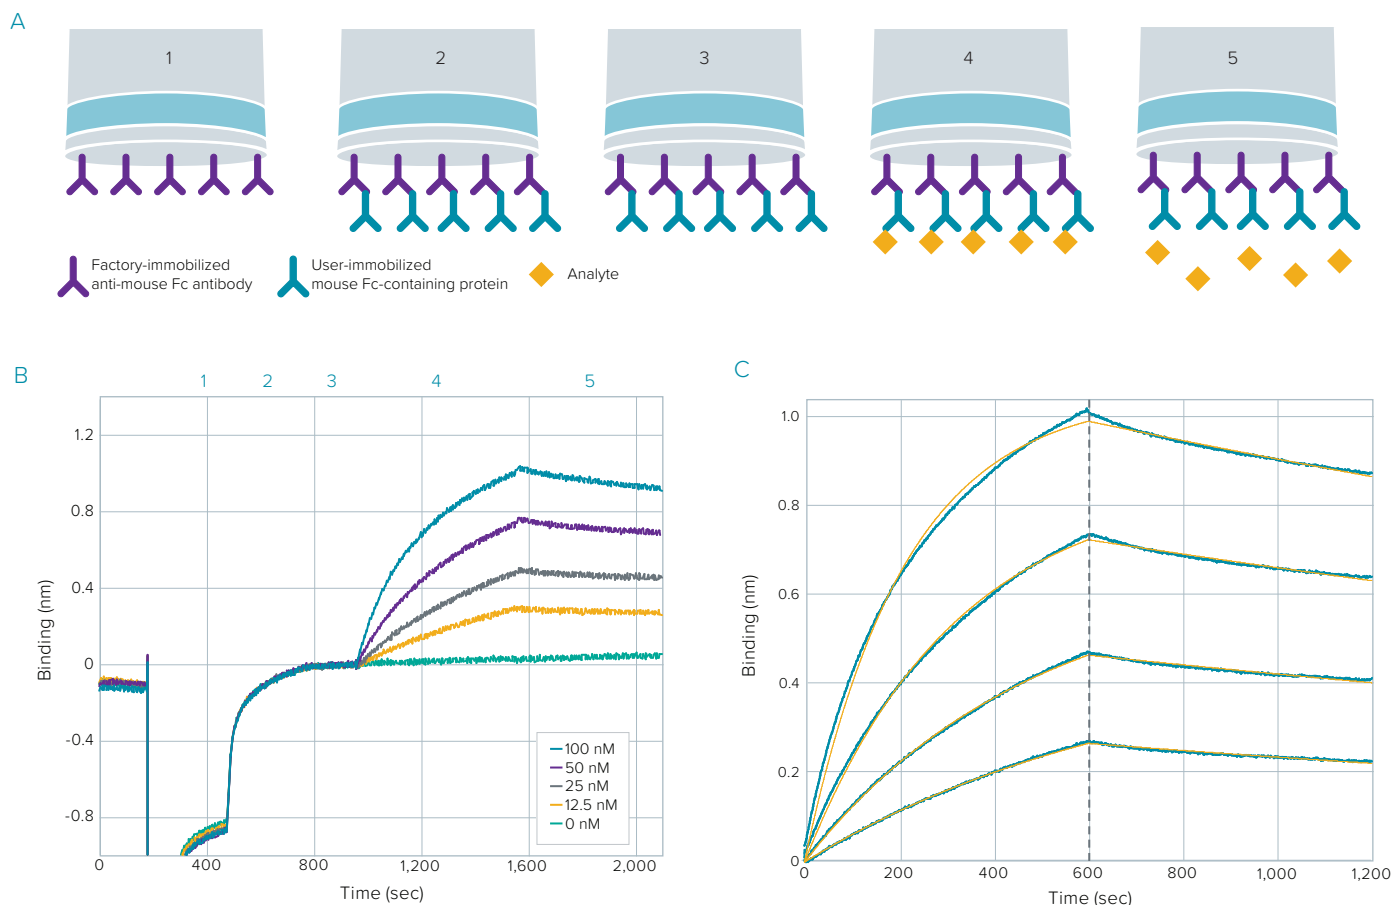 A
1 2 3 4 5
Factory-immobilized
anti-mouse Fc antibody
User-immobilized
mouse Fc-containing protein
Analyte
B
1 2 3 4 5
1.2
0.8
0.4
0
-0.4
-0.8
Binding (nm)
100 nM
50 nM
25 nM
12.5 nM
0 nM
0 400 800 1,200 1,600 2,000
Time (sec)
C
1.0
0.8
0.6
0.4
0.2
0
Binding (nm)
0 200 400 600 800 1,000 1,200
Time (sec)